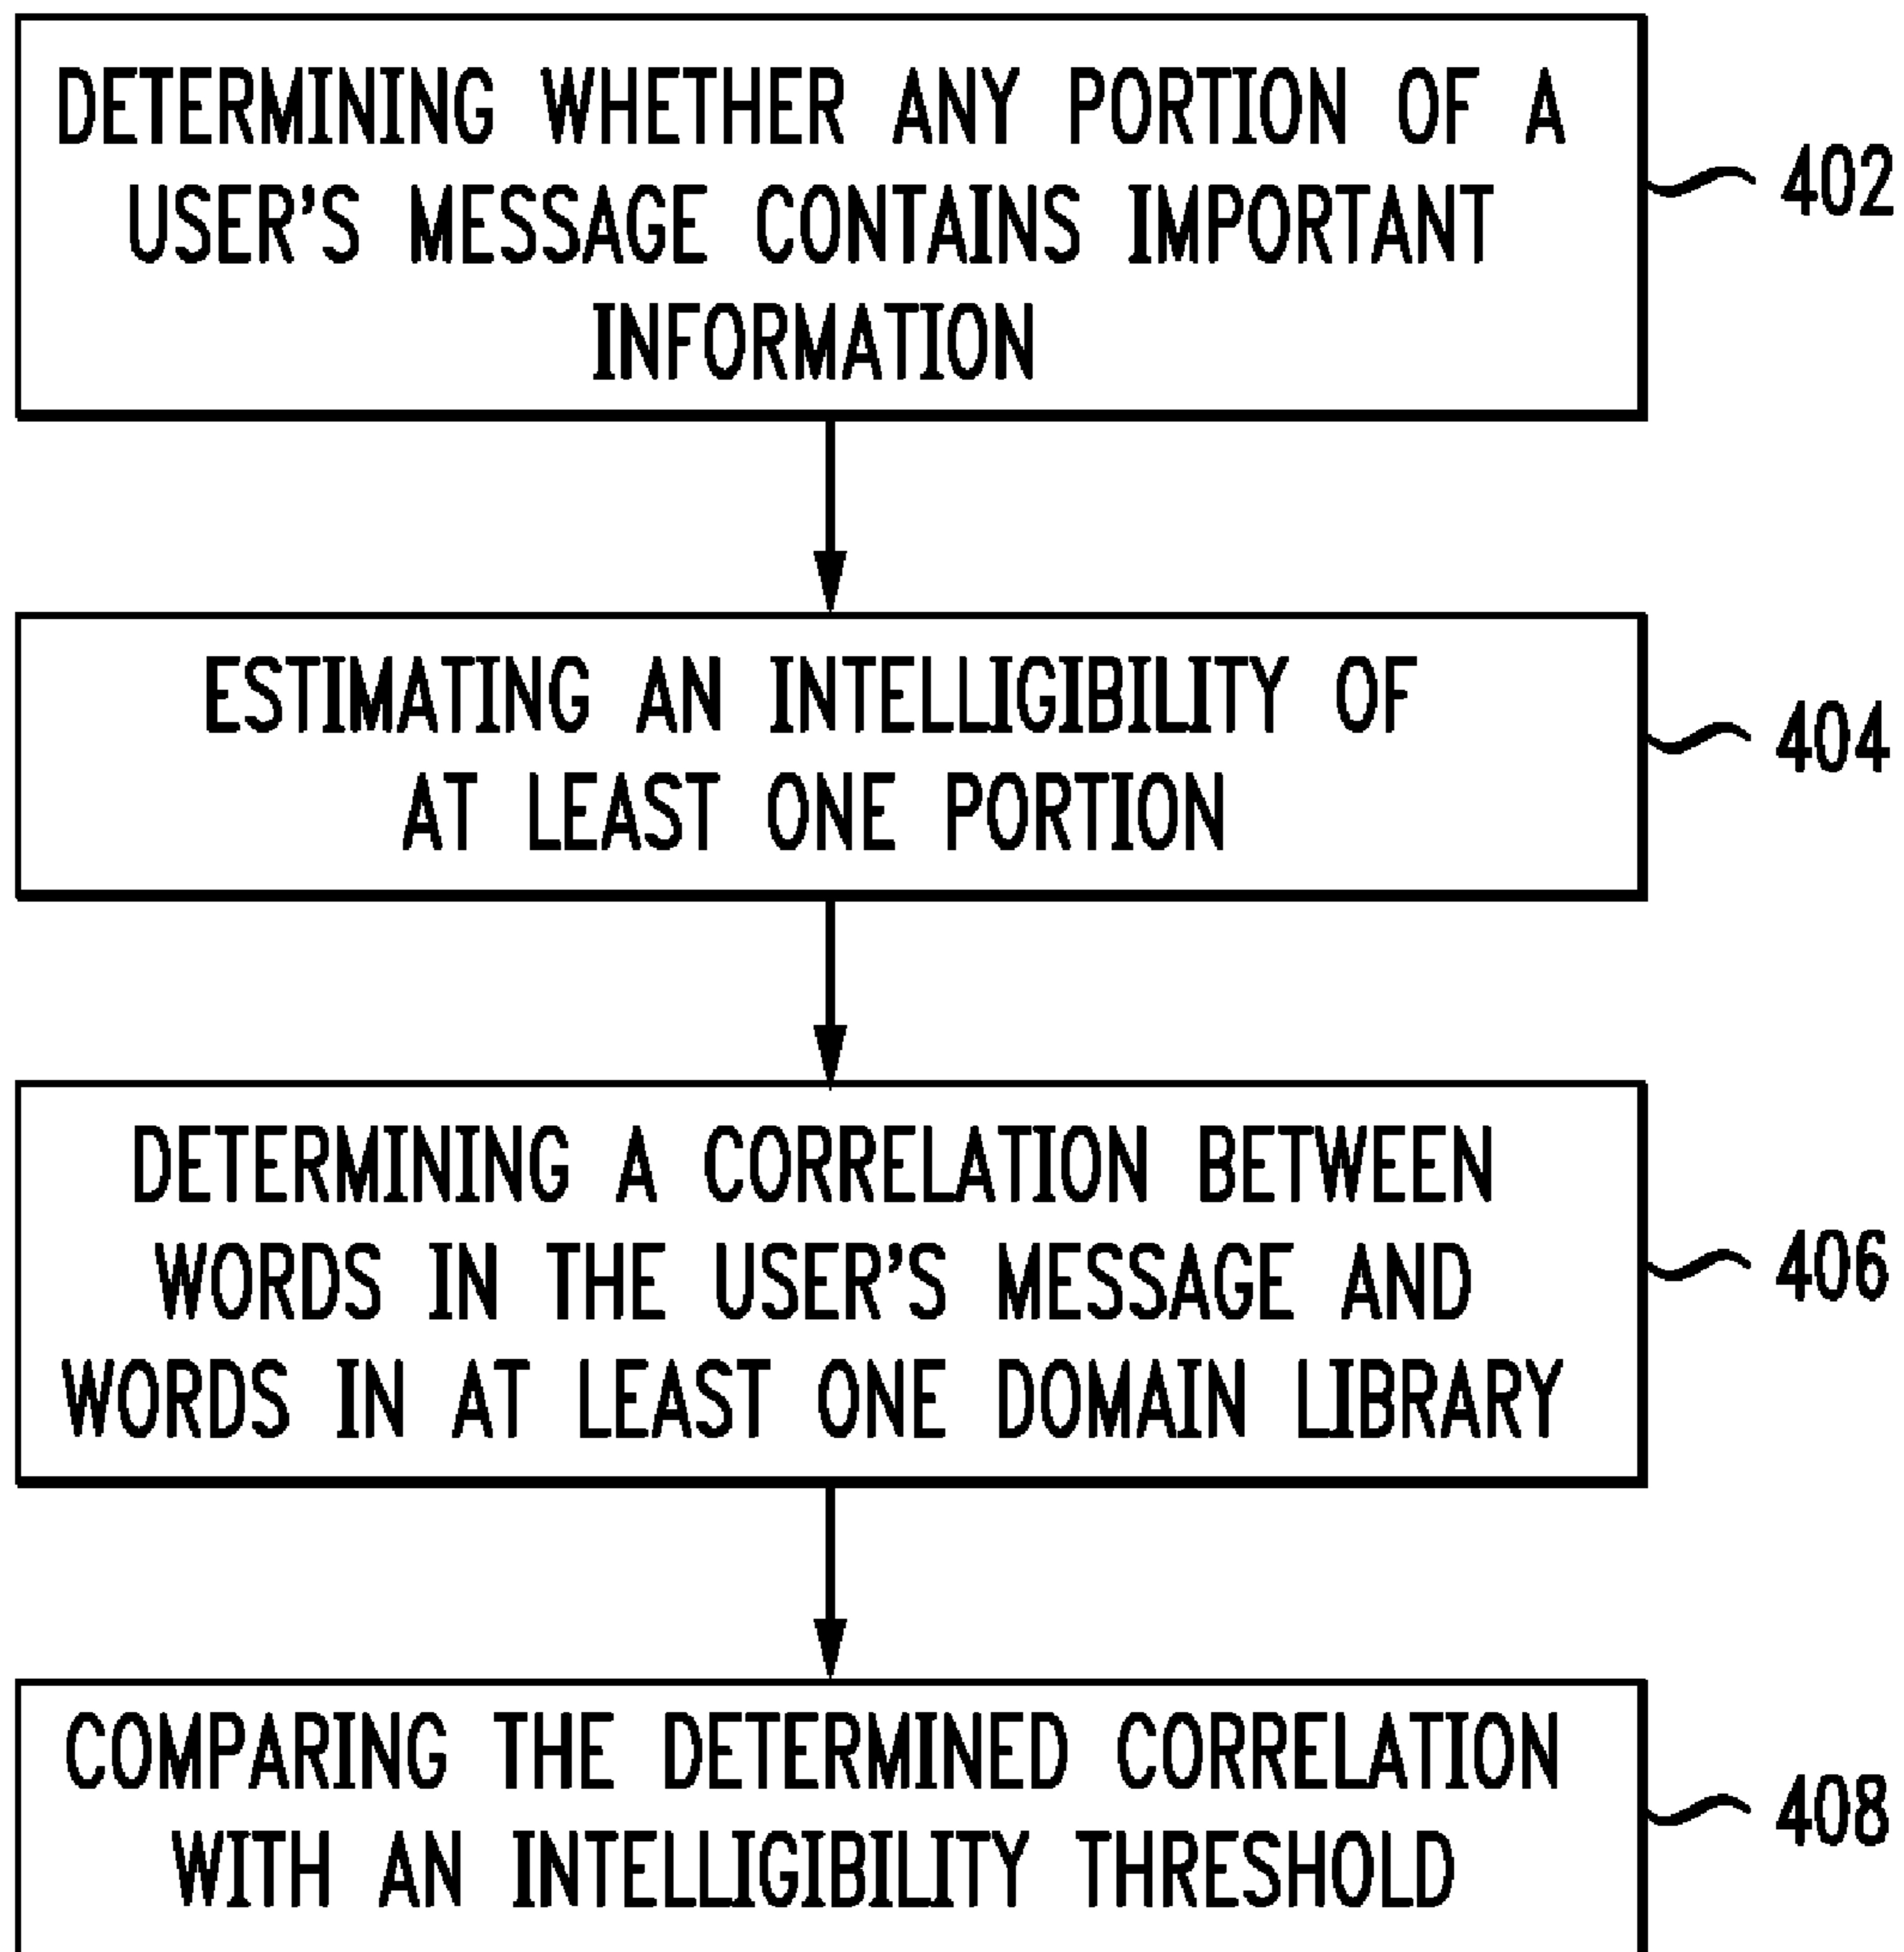 DETERMINING WHETHER ANY PORTION OF A
USER'S MESSAGE CONTAINS IMPORTANT
INFORMATION
402
ESTIMATING AN INTELLIGIBILITY OF
AT LEAST ONE PORTION
404
DETERMINING A CORRELATION BETWEEN
WORDS IN THE USER'S MESSAGE AND
WORDS IN AT LEAST ONE DOMAIN LIBRARY
406
COMPARING THE DETERMINED CORRELATION
WITH AN INTELLIGIBILITY THRESHOLD
408